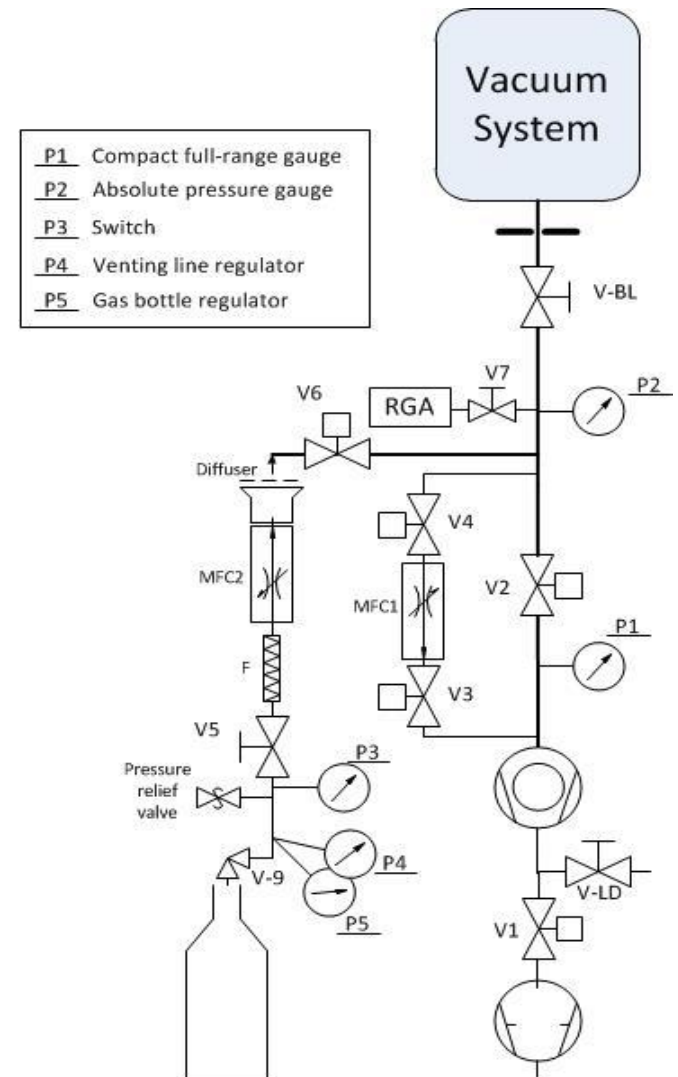 Vacuum
System
P1 Compact full-range gauge
P2 Absolute pressure gauge
P3 Switch
P4 Venting line regulator
P5 Gas bottle regulator
V-BL
V7
P2
V6
RGA
Diffuser
V4
MFC2
MFC1
V2
P1
F
V3
V5
P3
Pressure
relief
valve
P4
V-9
V-LD
P5
V1